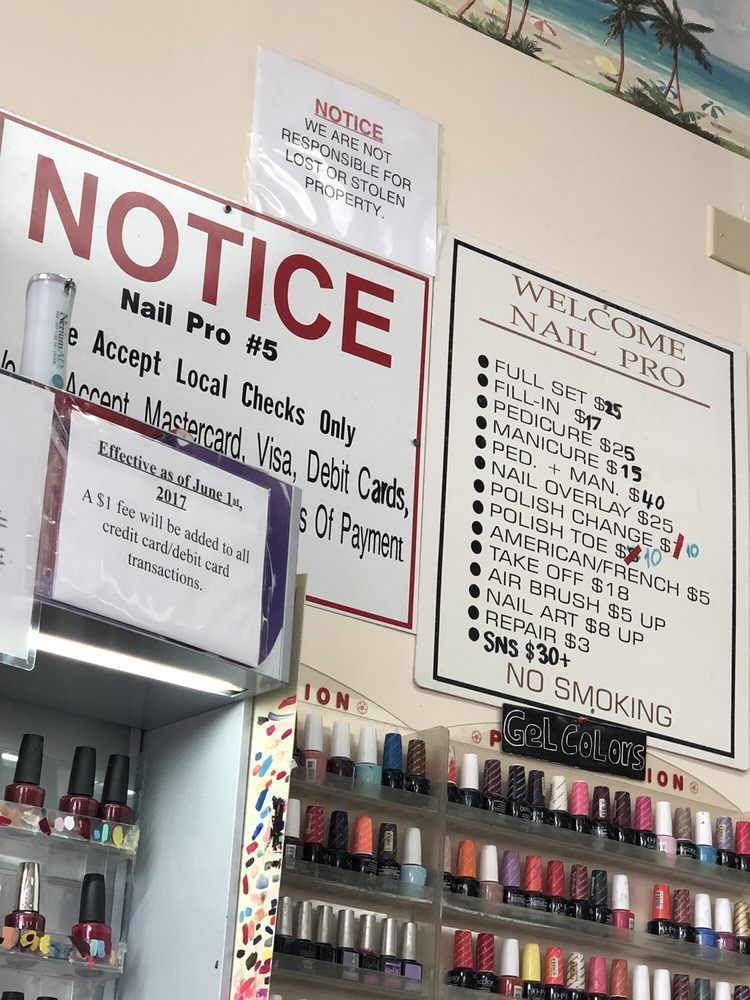 NOTICE
WE ARE NOT
RESPONSIBLE FOR
LOST OR STOLEN
PROPERTY.
NOTICE
Nail Pro #5
e Accept Local Checks Only
Accept Mastercard, Visa, Debit Cards,
s Of Payment
NeriumAD
Effective as of June 1st,
2017
A $1 fee will be added to all
credit card/debit card
transactions.
WELCOME
NAIL PRO
FULL SET $25
FILL-IN $17
PEDICURE $25
MANICURE $15
PED. + MAN. $40
NAIL OVERLAY $25
POLISH CHANGE $ 10
POLISH TOE $ 10
AMERICAN/FRENCH $5
TAKE OFF $18
AIR BRUSH $5 UP
NAIL ART $8 UP
REPAIR $3
SNS $30+
NO SMOKING
ION
P
GeL COLORS
ION